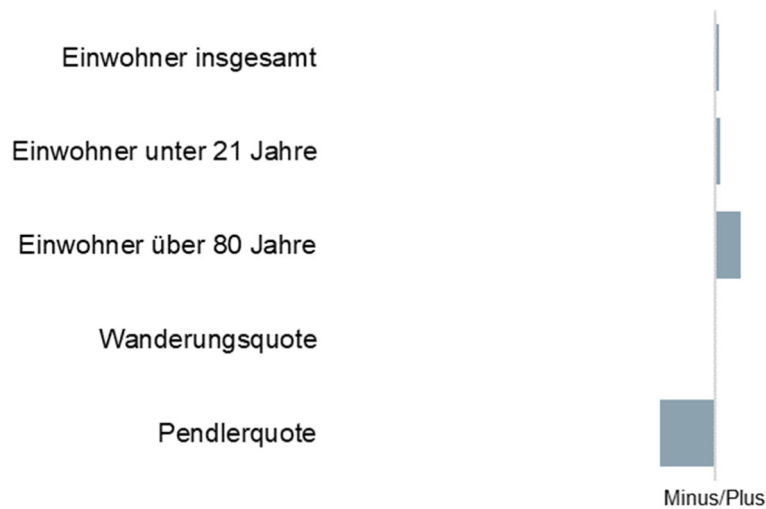 Einwohner insgesamt
Einwohner unter 21 Jahre
Einwohner über 80 Jahre
Wanderungsquote
Pendlerquote
Minus/Plus